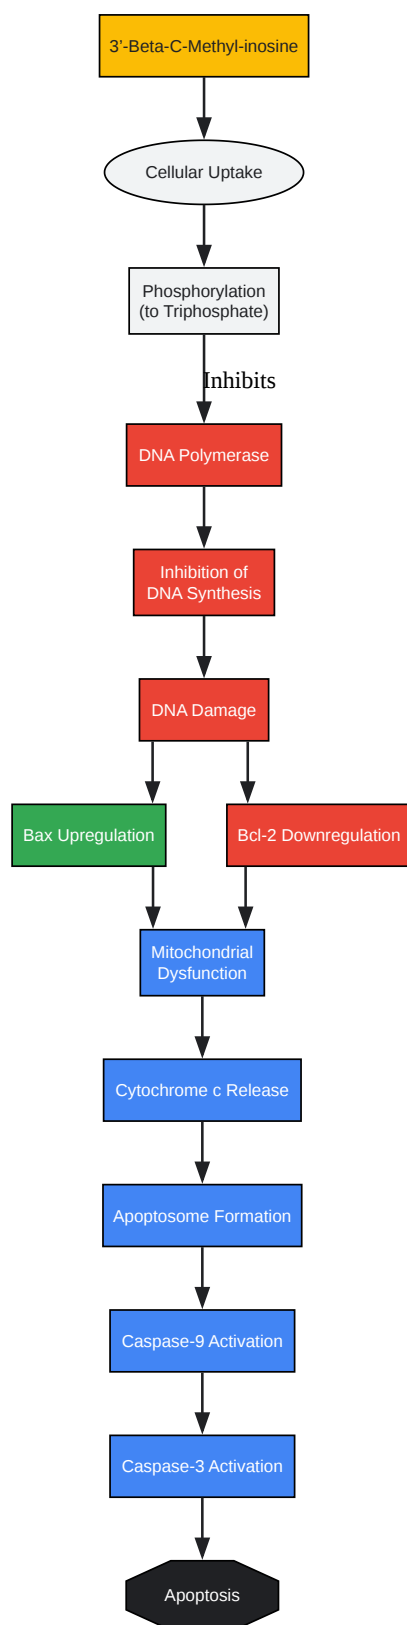 3’-Beta-C-Methyl-inosine
Cellular Uptake
Phosphorylation
(to Triphosphate)
Inhibits
DNA Polymerase
Inhibition of
DNA Synthesis
DNA Damage
Bax Upregulation
Bcl-2 Downregulation
Mitochondrial
Dysfunction
Cytochrome c Release
Apoptosome Formation
Caspase-9 Activation
Caspase-3 Activation
Apoptosis